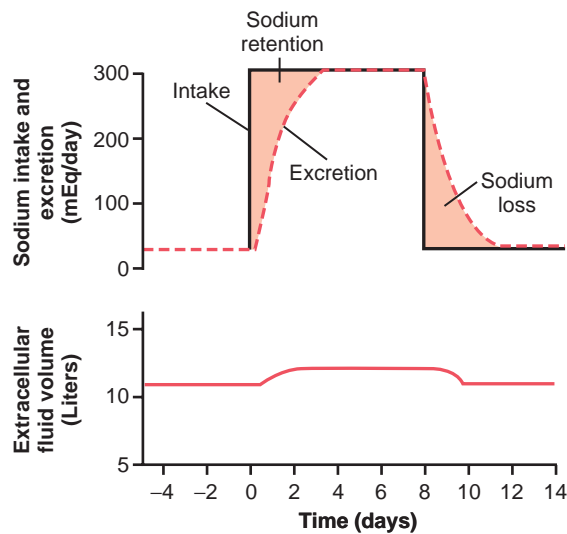 Sodium
retention
Sodium intake and
excretion
(mEq/day)
300
200
100
0
Intake
Excretion
Sodium
loss
Extracellular
fluid volume
(Liters)
15
10
5
−4 −2 0 2 4 6 8 10 12 14
Time (days)